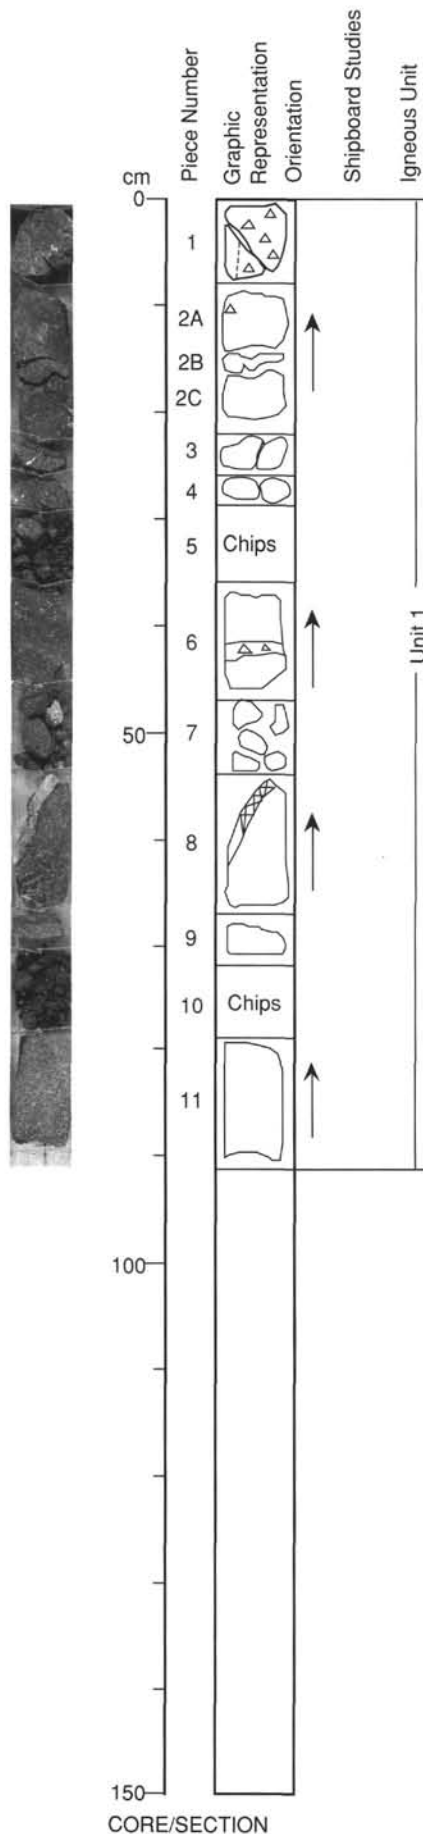 cm
Piece Number
Graphic
Representation
Orientation
Shipboard Studies
Igneous Unit
0
1
2A
2B
2C
3
4
5
Chips
6
Unit 1
50
7
8
9
10
Chips
11
100
150
CORE/SECTION